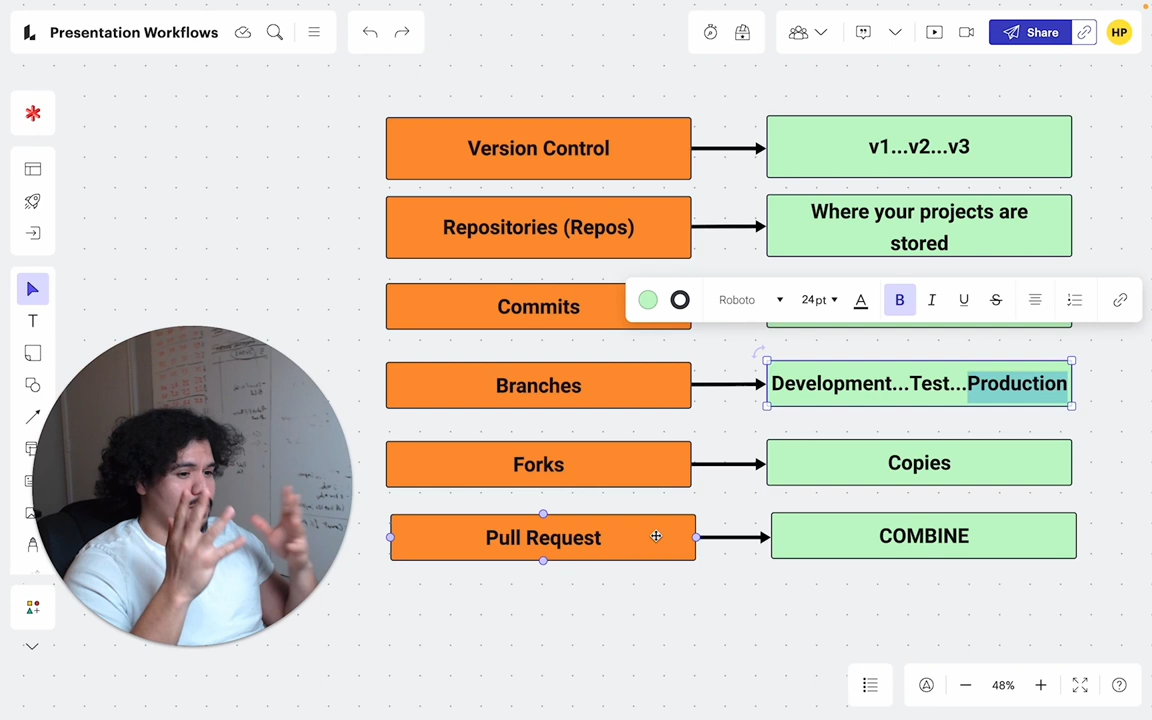 Presentation Workflows
Share
HP
Version Control
v1...v2...v3
Repositories (Repos)
Where your projects are
stored
Commits
Roboto
24pt
A
B
I
U
S
T
Branches
Development...Test...Production
Forks
Copies
Pull Request
COMBINE
48%